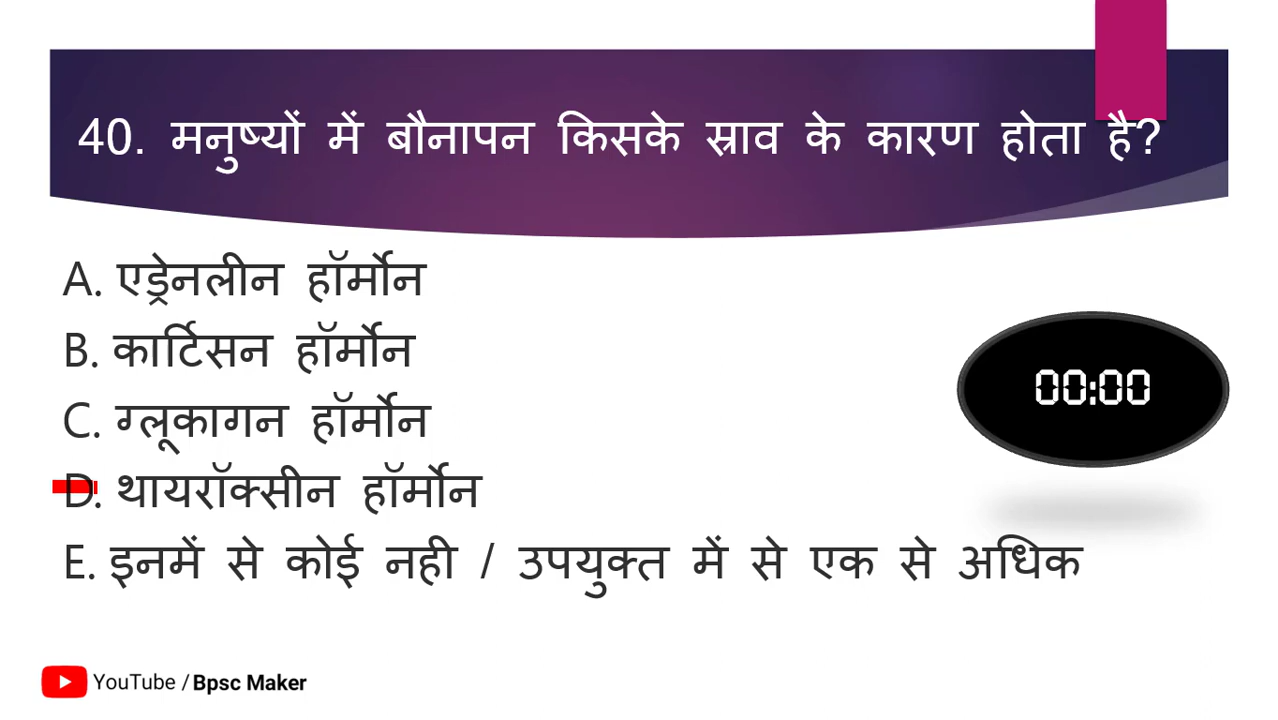 40. मनुष्यों में बौनापन किसके स्राव के कारण होता है?
A. एड्रेनलीन हॉर्मोन
B. कार्टिसन हॉर्मोन
00:00
C. ग्लूकागन हॉर्मोन
D. थायरॉक्सीन हॉर्मोन
E. इनमें से कोई नही / उपयुक्त में से एक से अधिक
YouTube / Bpsc Maker